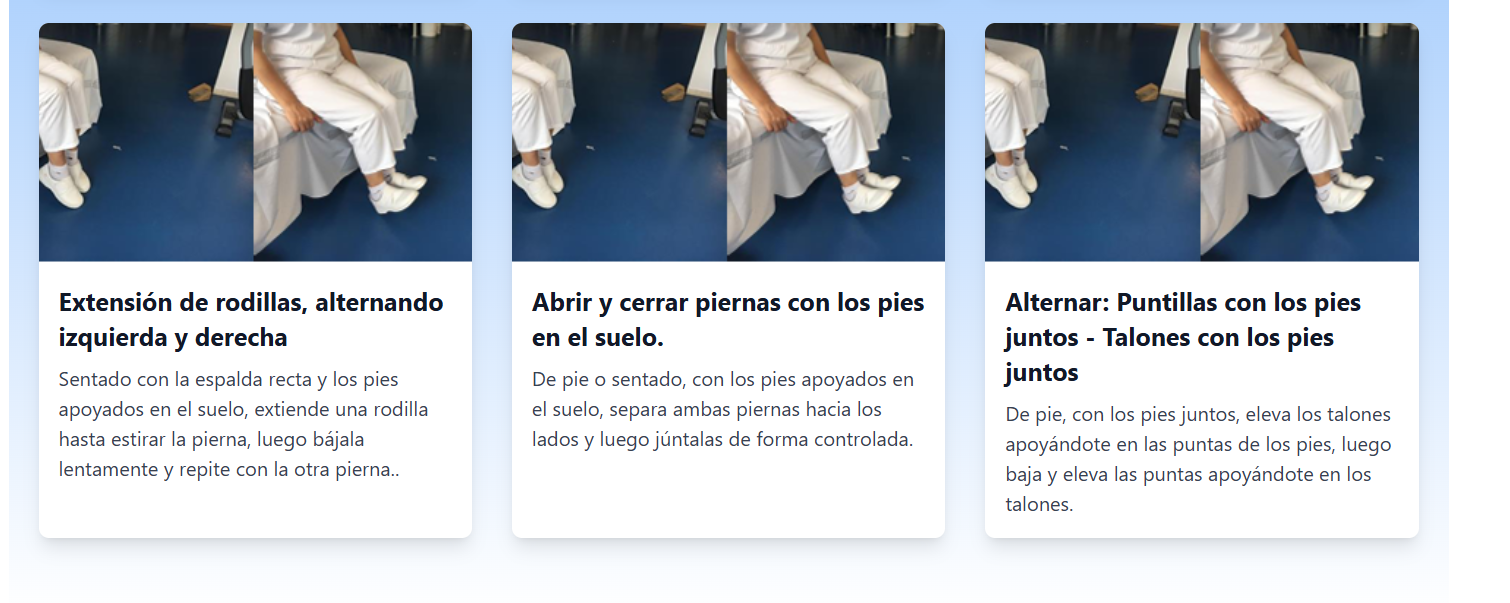 Extensión de rodillas, alternando
izquierda y derecha
Sentado con la espalda recta y los pies
apoyados en el suelo, extiende una rodilla
hasta estirar la pierna, luego bájala
lentamente y repite con la otra pierna..
Abrir y cerrar piernas con los pies
en el suelo.
De pie o sentado, con los pies apoyados en
el suelo, separa ambas piernas hacia los
lados y luego júntalas de forma controlada.
Alternar: Puntillas con los pies
juntos - Talones con los pies
juntos
De pie, con los pies juntos, eleva los talones
apoyándote en las puntas de los pies, luego
baja y eleva las puntas apoyándote en los
talones.